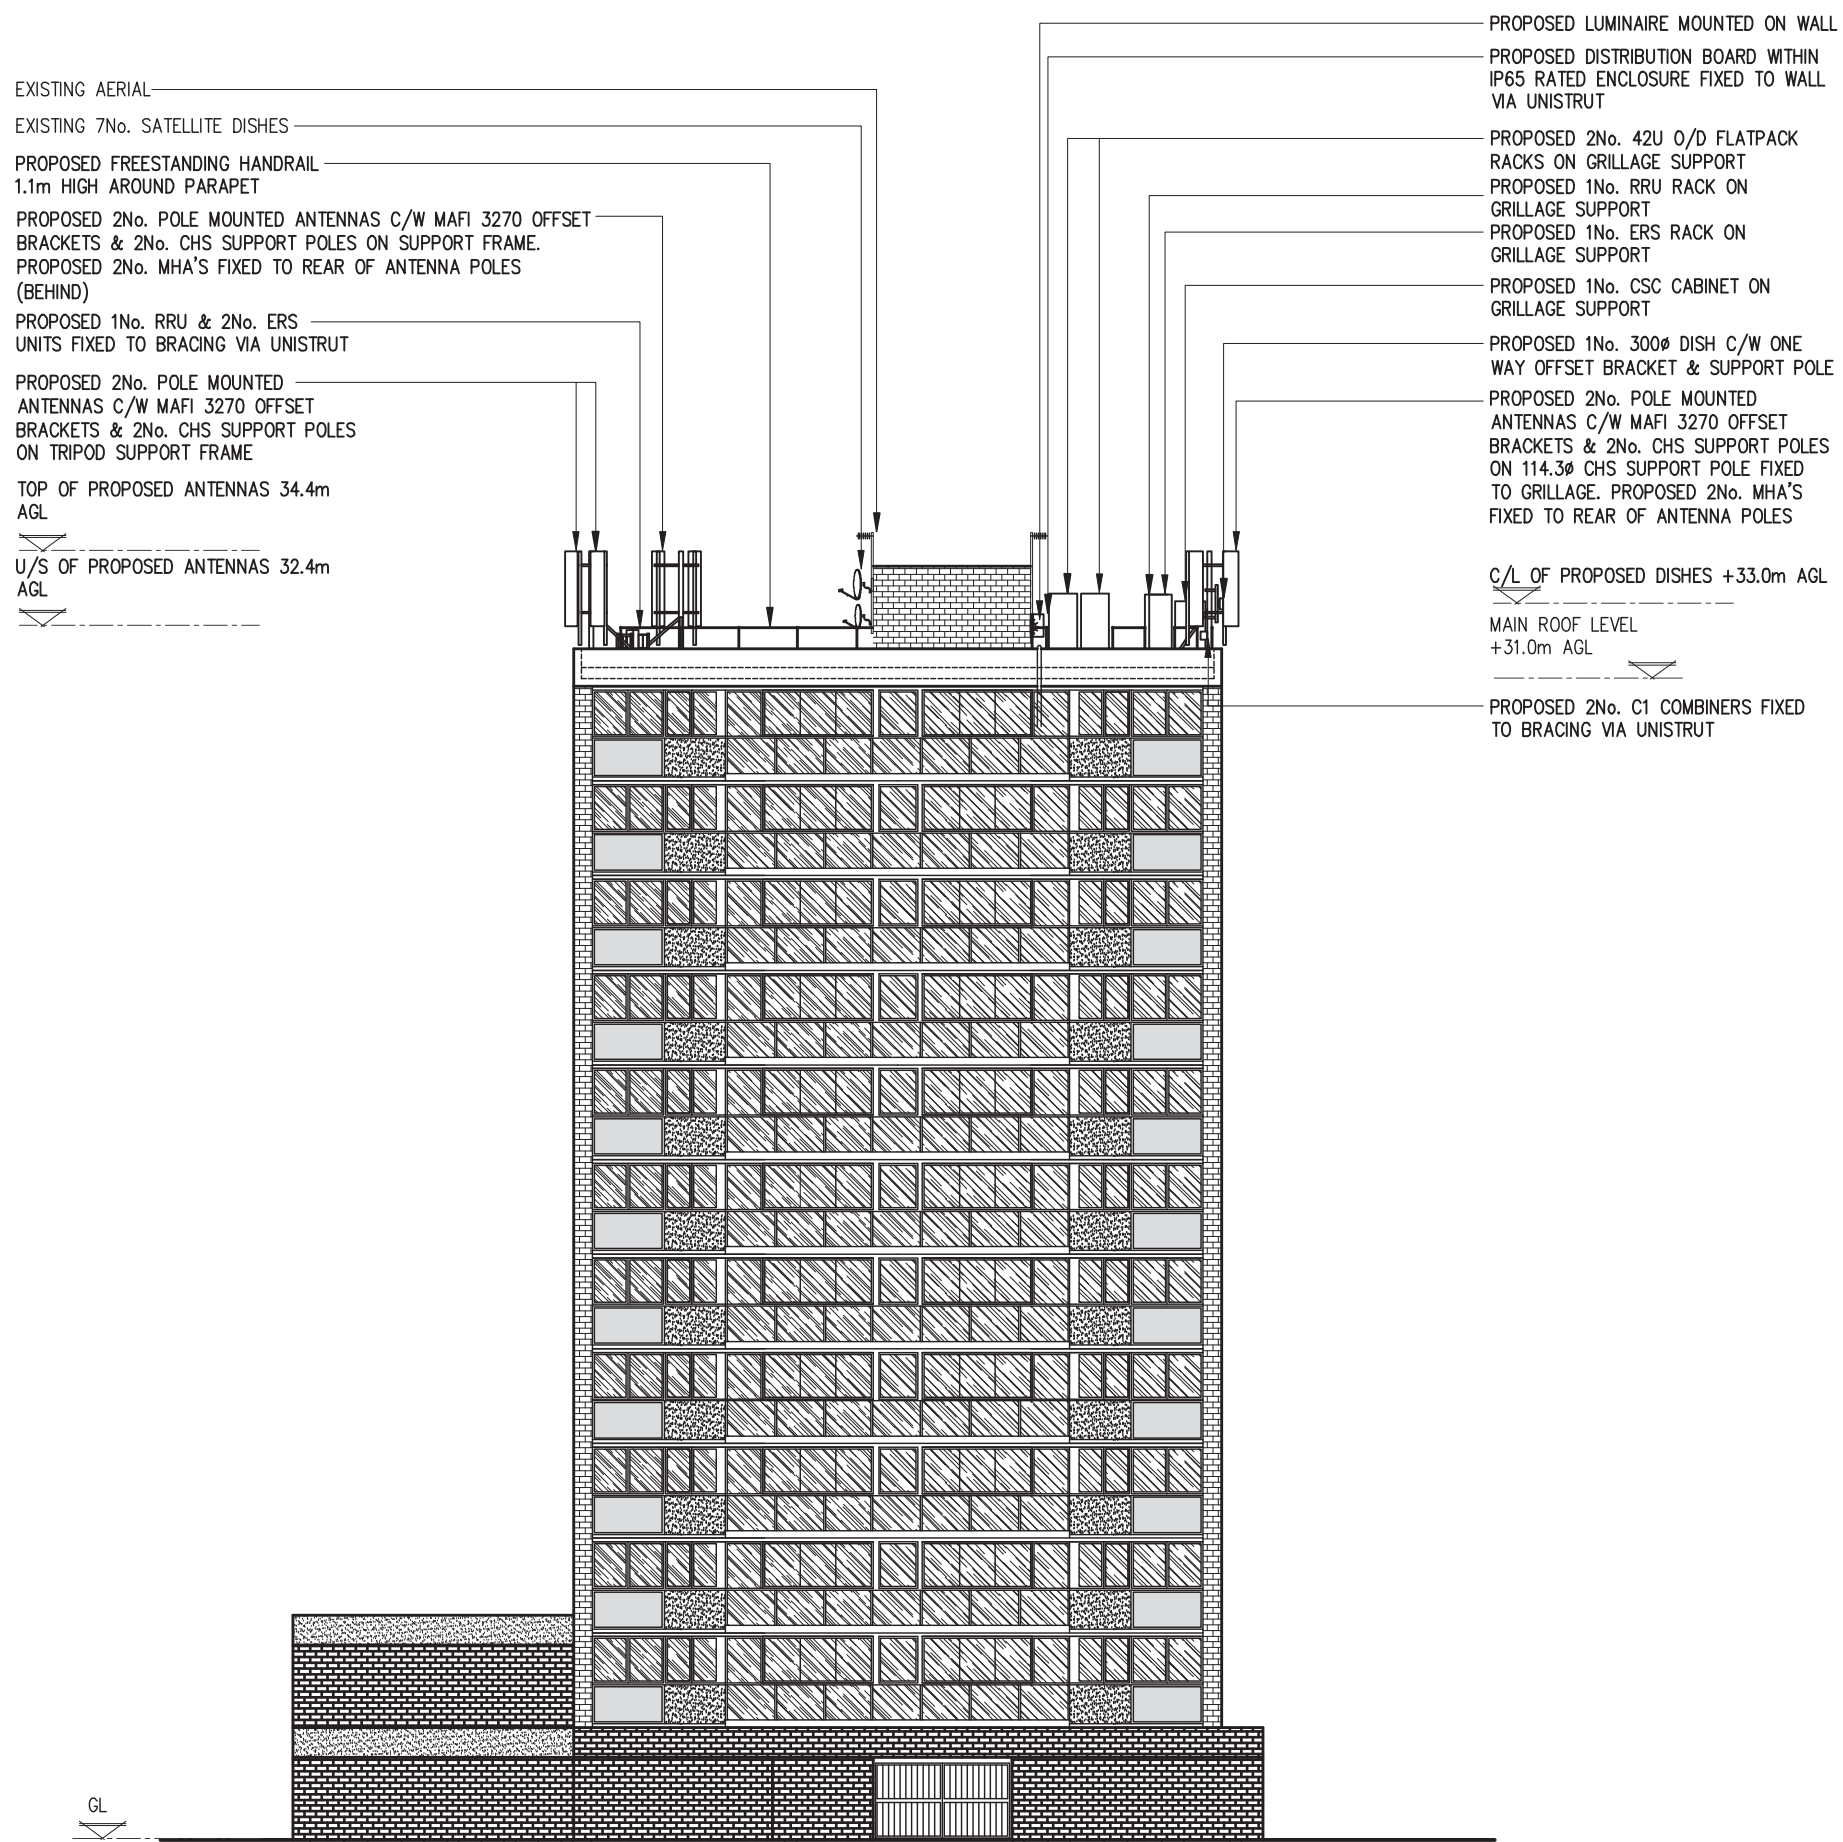 EXISTING AERIAL
EXISTING 7No. SATELLITE DISHES
PROPOSED FREESTANDING HANDRAIL
1.1m HIGH AROUND PARAPET
PROPOSED 2No. POLE MOUNTED ANTENNAS C/W MAFI 3270 OFFSET
BRACKETS & 2No. CHS SUPPORT POLES ON SUPPORT FRAME.
PROPOSED 2No. MHA'S FIXED TO REAR OF ANTENNA POLES
(BEHIND)
PROPOSED 1No. RRU & 2No. ERS
UNITS FIXED TO BRACING VIA UNISTRUT
PROPOSED 2No. POLE MOUNTED
ANTENNAS C/W MAFI 3270 OFFSET
BRACKETS & 2No. CHS SUPPORT POLES
ON TRIPOD SUPPORT FRAME
TOP OF PROPOSED ANTENNAS 34.4m
AGL
U/S OF PROPOSED ANTENNAS 32.4m
AGL
PROPOSED LUMINAIRE MOUNTED ON WALL
PROPOSED DISTRIBUTION BOARD WITHIN
IP65 RATED ENCLOSURE FIXED TO WALL
VIA UNISTRUT
PROPOSED 2No. 42U O/D FLATPACK
RACKS ON GRILLAGE SUPPORT
PROPOSED 1No. RRU RACK ON
GRILLAGE SUPPORT
PROPOSED 1No. ERS RACK ON
GRILLAGE SUPPORT
PROPOSED 1No. CSC CABINET ON
GRILLAGE SUPPORT
PROPOSED 1No. 300ø DISH C/W ONE
WAY OFFSET BRACKET & SUPPORT POLE
PROPOSED 2No. POLE MOUNTED
ANTENNAS C/W MAFI 3270 OFFSET
BRACKETS & 2No. CHS SUPPORT POLES
ON 114.3ø CHS SUPPORT POLE FIXED
TO GRILLAGE. PROPOSED 2No. MHA'S
FIXED TO REAR OF ANTENNA POLES
C/L OF PROPOSED DISHES +33.0m AGL
MAIN ROOF LEVEL
+31.0m AGL
PROPOSED 2No. C1 COMBINERS FIXED
TO BRACING VIA UNISTRUT
GL